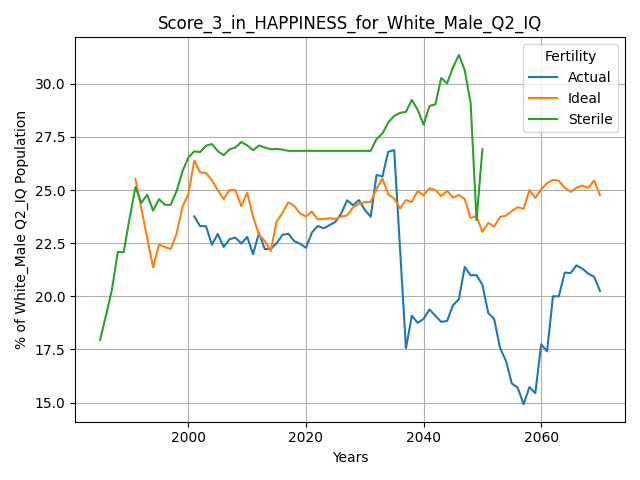 Score_3_in_HAPPINESS_for_White_Male_Q2_IQ
% of White_Male Q2_IQ Population
30.0
27.5
25.0
22.5
20.0
17.5
15.0
Fertility
Actual
Ideal
Sterile
2000 2020 2040 2060
Years